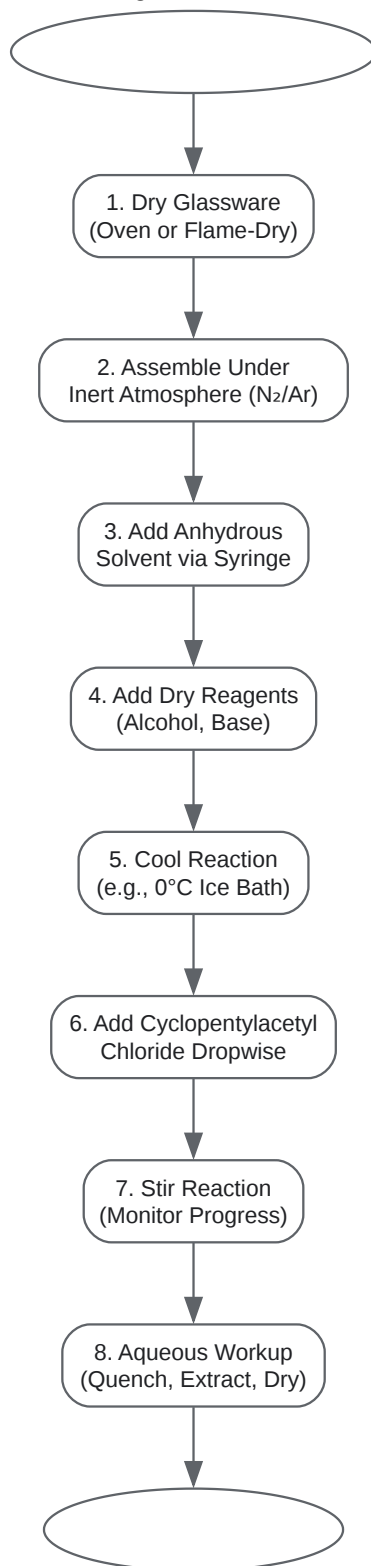 1. Dry Glassware
(Oven or Flame-Dry)
2. Assemble Under
Inert Atmosphere (N₂/Ar)
3. Add Anhydrous
Solvent via Syringe
4. Add Dry Reagents
(Alcohol, Base)
5. Cool Reaction
(e.g., 0°C Ice Bath)
6. Add Cyclopentylacetyl
Chloride Dropwise
7. Stir Reaction
(Monitor Progress)
8. Aqueous Workup
(Quench, Extract, Dry)